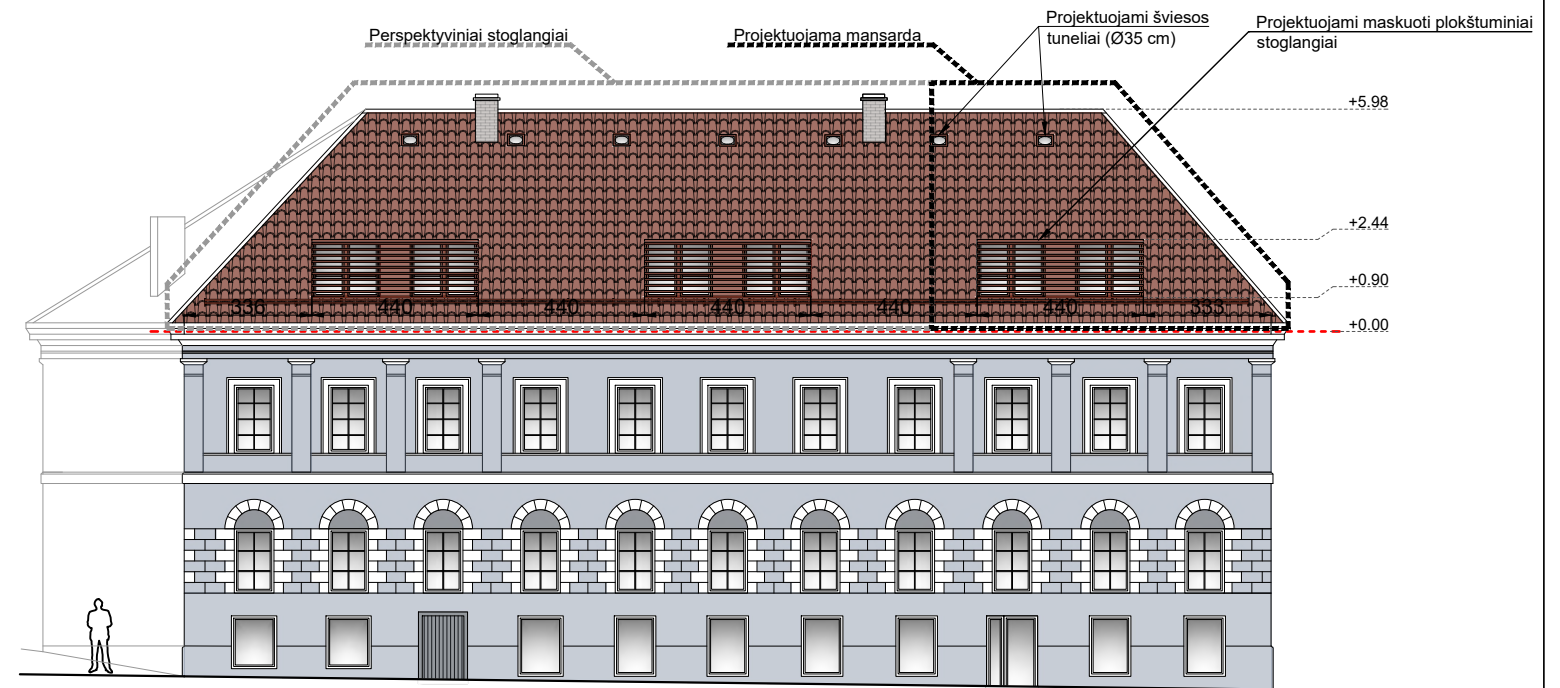 Perspektyviniai stoglangiai
Projektuojama mansarda
Projektuojami šviesos
tuneliai (Ø35 cm)
Projektuojami maskuoti plokštuminiai
stoglangiai
+5.98
+2.44
+0.90
+0.00
336 440 440 440 440 440 333